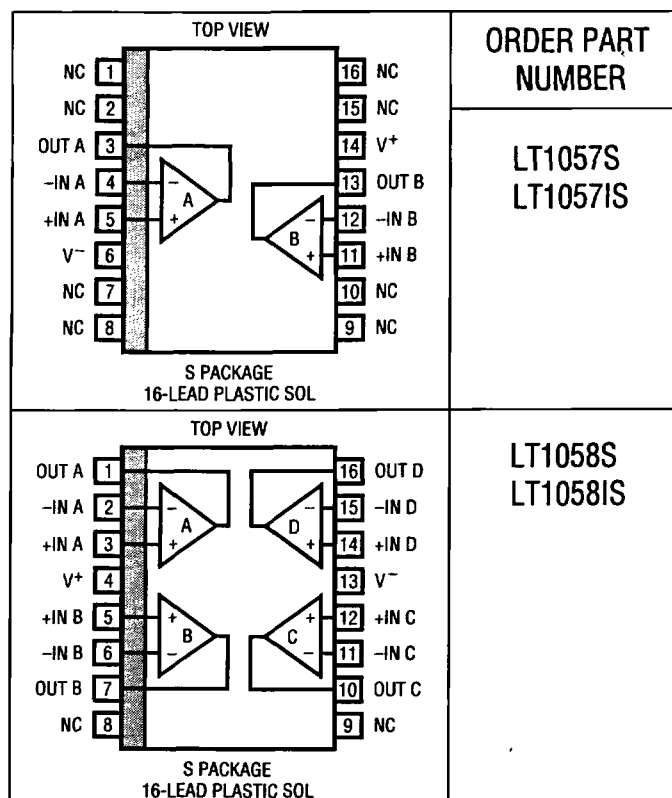 TOP VIEW
NC 1
NC 2
OUT A 3
–IN A 4
+IN A 5
V– 6
NC 7
NC 8
16 NC
15 NC
14 V+
13 OUT B
12 –IN B
11 +IN B
10 NC
9 NC
– A +
– B +
S PACKAGE
16-LEAD PLASTIC SOL
ORDER PART
NUMBER
LT1057S
LT1057IS
TOP VIEW
OUT A 1
–IN A 2
+IN A 3
V+ 4
+IN B 5
–IN B 6
OUT B 7
NC 8
16 OUT D
15 –IN D
14 +IN D
13 V–
12 +IN C
11 –IN C
10 OUT C
9 NC
– A +
– D +
+ B –
+ C –
S PACKAGE
16-LEAD PLASTIC SOL
LT1058S
LT1058IS